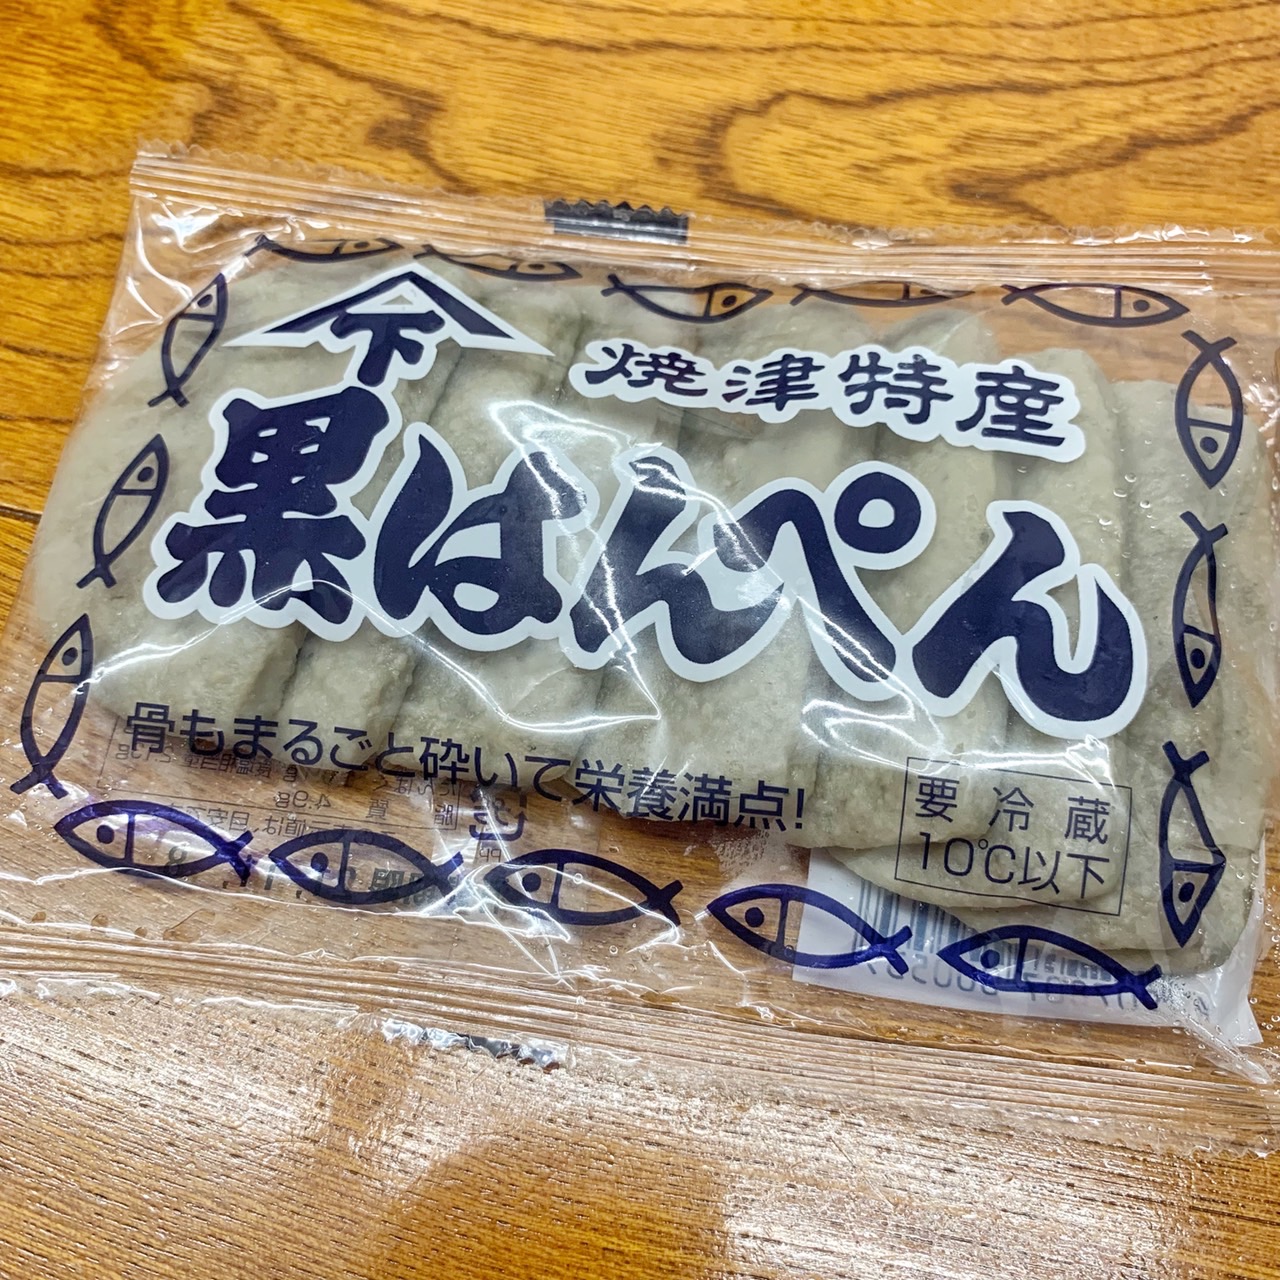 下
焼津特産
黒はんぺん
骨もまるごと砕いて栄養満点!
要冷蔵
10℃以下